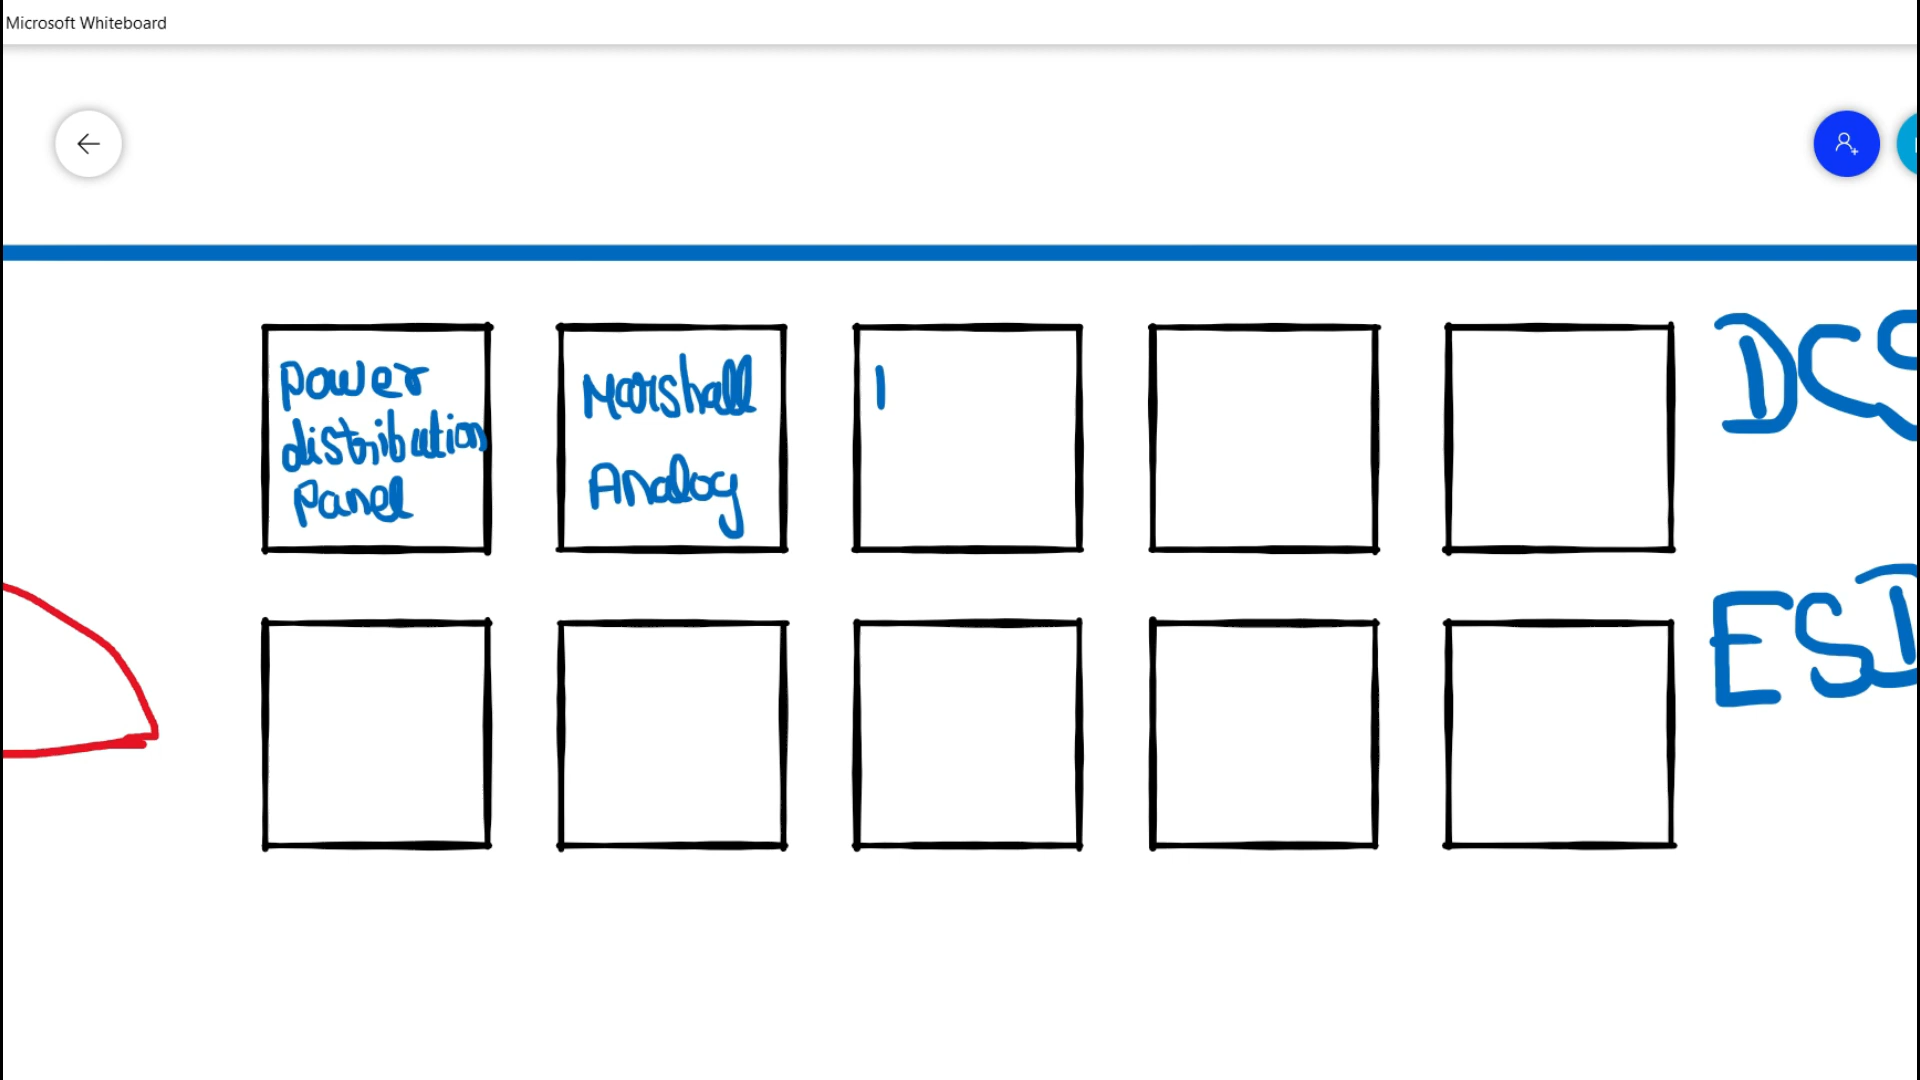 Microsoft Whiteboard
Power
distribution
Panel
Marshall
Analog
DCS
ESD